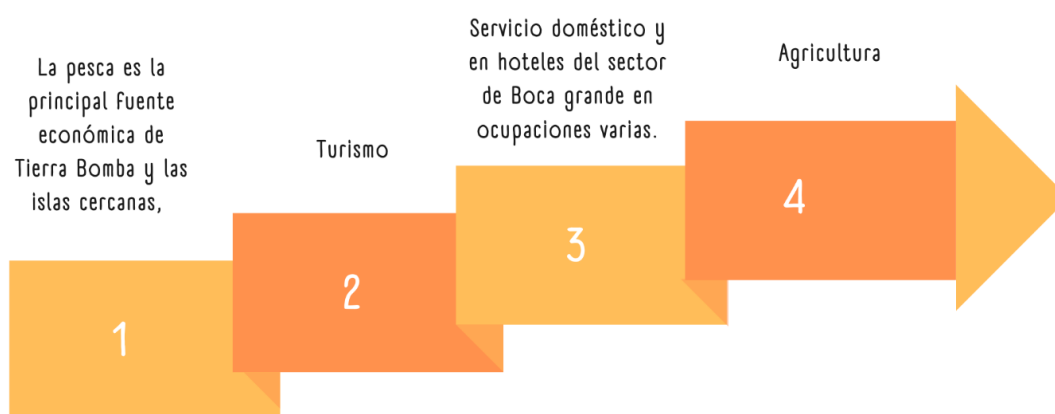 La pesca es la
principal fuente
económica de
Tierra Bomba y las
islas cercanas,
1
Turismo
2
Servicio doméstico y
en hoteles del sector
de Boca grande en
ocupaciones varias.
3
Agricultura
4